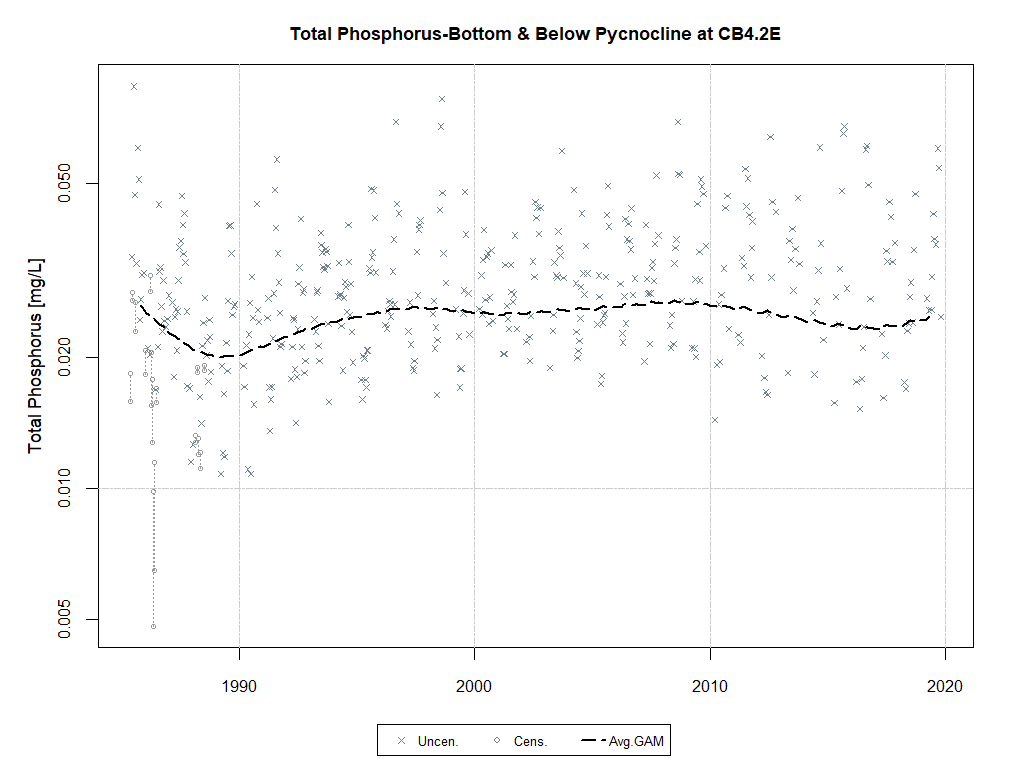 Total Phosphorus-Bottom & Below Pycnocline at CB4.2E
Total Phosphorus [mg/L]
0.050
0.020
0.010
0.005
1990
2000
2010
2020
Uncen.
Cens.
Avg.GAM